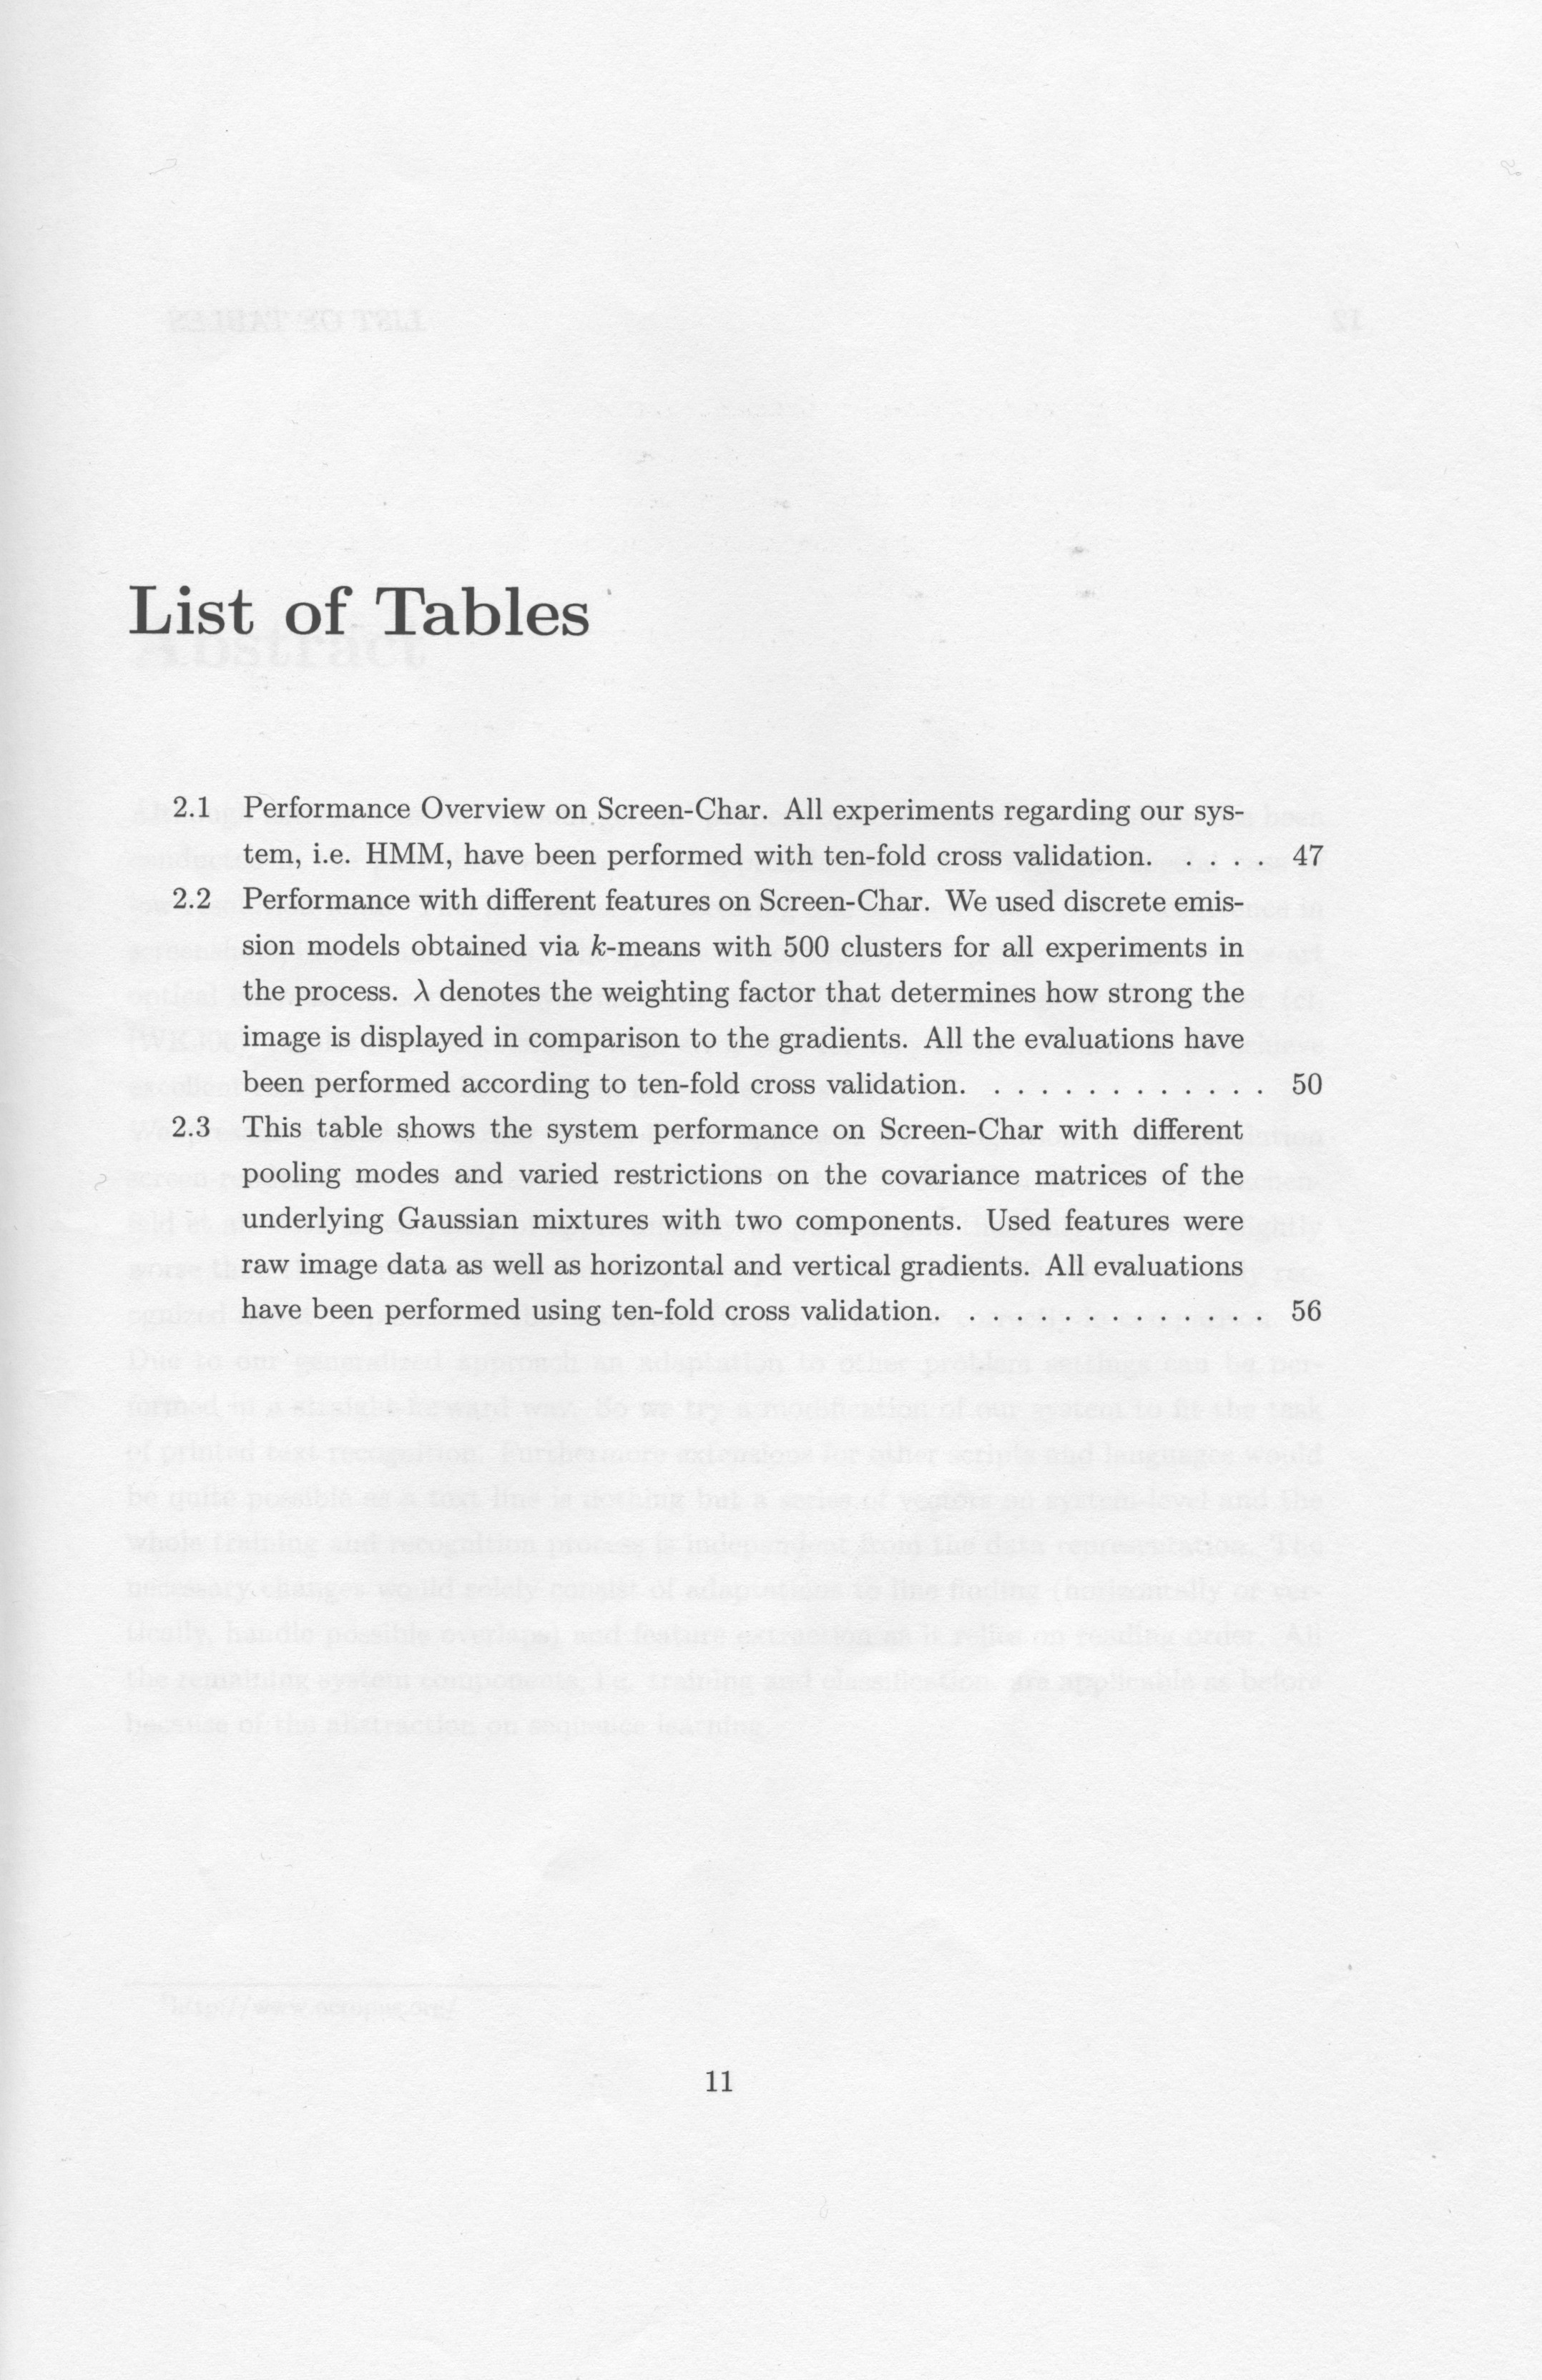 List of Tables
2.1 Performance Overview on Screen-Char. All experiments regarding our sys-
tem, i.e. HMM, have been performed with ten-fold cross validation. . . . . 47
2.2 Performance with different features on Screen-Char. We used discrete emis-
sion models obtained via k-means with 500 clusters for all experiments in
the process. λ denotes the weighting factor that determines how strong the
image is displayed in comparison to the gradients. All the evaluations have
been performed according to ten-fold cross validation. . . . . . . . . . . . . 50
2.3 This table shows the system performance on Screen-Char with different
pooling modes and varied restrictions on the covariance matrices of the
underlying Gaussian mixtures with two components. Used features were
raw image data as well as horizontal and vertical gradients. All evaluations
have been performed using ten-fold cross validation. . . . . . . . . . . . . . 56
11